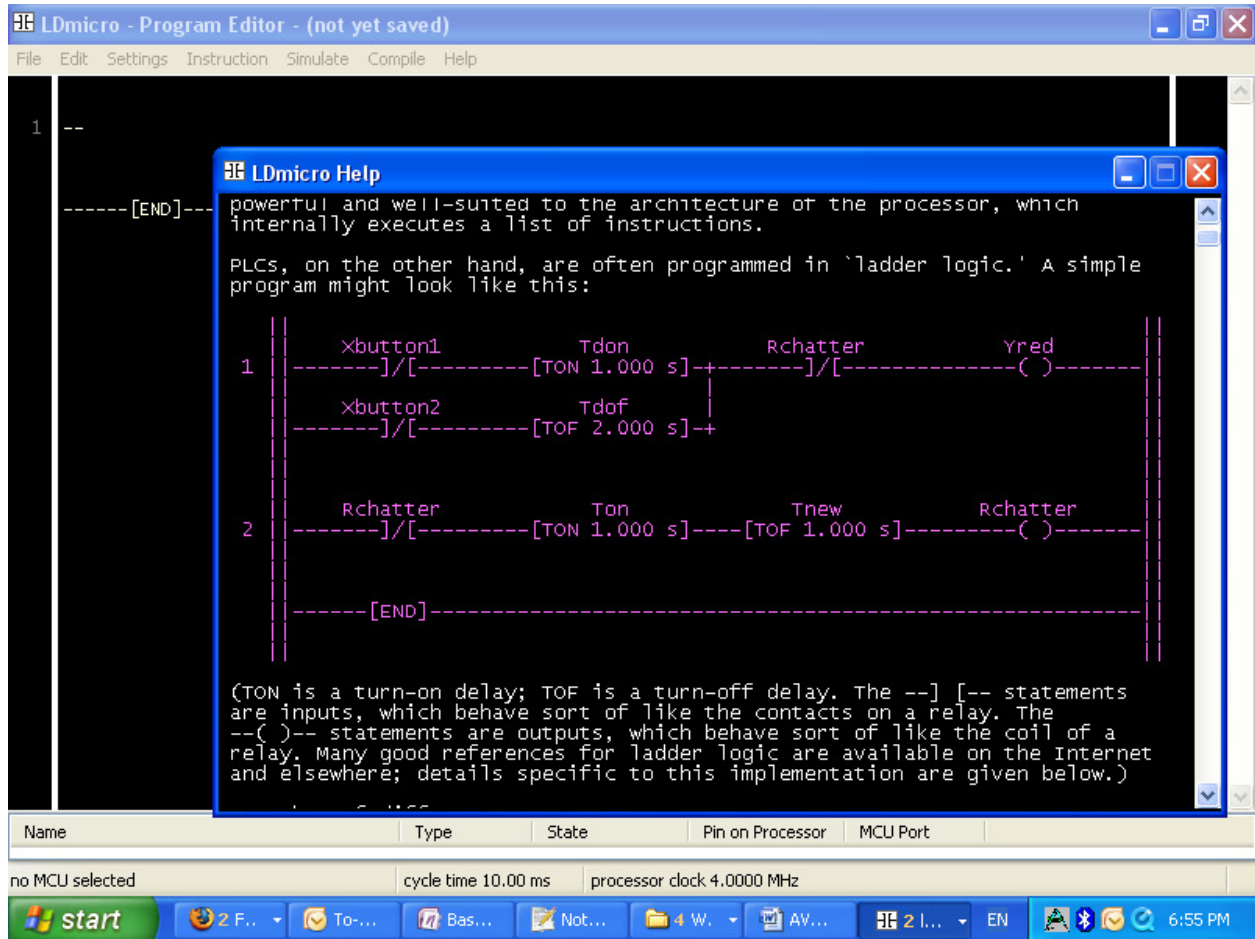 LDmicro - Program Editor - (not yet saved)
File Edit Settings Instruction Simulate Compile Help
1 --
------[END]---
LDmicro Help
powerful and well-suited to the architecture of the processor, which
internally executes a list of instructions.
PLCs, on the other hand, are often programmed in `ladder logic.' A simple
program might look like this:
|| ||
|| Xbutton1 Tdon Rchatter Yred ||
1 ||-------]/[---------[TON 1.000 s]-+-------]/[--------------( )-------||
|| | ||
|| Xbutton2 Tdof | ||
||-------]/[---------[TOF 2.000 s]-+ ||
|| ||
|| Rchatter Ton Tnew Rchatter ||
2 ||-------]/[---------[TON 1.000 s]----[TOF 1.000 s]---------( )-------||
|| ||
||------[END]----------------------------------------------------------||
|| ||
(TON is a turn-on delay; TOF is a turn-off delay. The --] [-- statements
are inputs, which behave sort of like the contacts on a relay. The
--( )-- statements are outputs, which behave sort of like the coil of a
relay. Many good references for ladder logic are available on the Internet
and elsewhere; details specific to this implementation are given below.)
Name Type State Pin on Processor MCU Port
no MCU selected cycle time 10.00 ms processor clock 4.0000 MHz
start 2 F.. To-... Bas... Not... 4 W. AV... 2 l... EN 6:55 PM